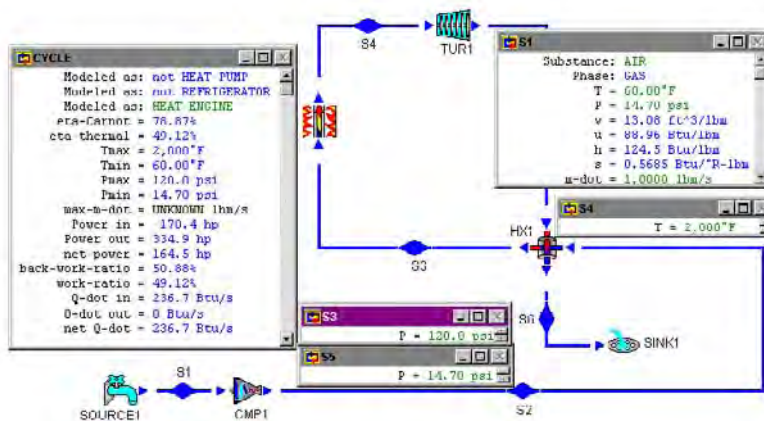 S4
TUR1
CYCLE
Modeled as: not HEAT PUMP
Modeled as: not REFRIGERATOR
Modeled as: HEAT ENGINE
eta-Carnot = 78.87%
eta-thermal = 49.12%
Tmax = 2,000°F
Tmin = 60.00°F
Pmax = 120.0 psi
Pmin = 14.70 psi
max-m-dot = UNKNOWN lbm/s
Power in = 170.4 hp
Power out = 334.9 hp
net power = 164.5 hp
back-work-ratio = 50.88%
work-ratio = 49.12%
Q-dot in = 236.7 Btu/s
Q-dot out = 0 Btu/s
net Q-dot = 236.7 Btu/s
S1
Substance: AIR
Phase: GAS
T = 60.00°F
P = 14.70 psi
v = 13.08 ft^3/lbm
u = 88.96 Btu/lbm
h = 124.5 Btu/lbm
s = 0.5685 Btu/°R-lbm
m-dot = 1.0000 lbm/s
S4
T = 2,000°F
HX1
S3
S3
P = 120.0 psi
S5
P = 14.70 psi
S6
SINK1
S1
SOURCE1
CMP1
S2